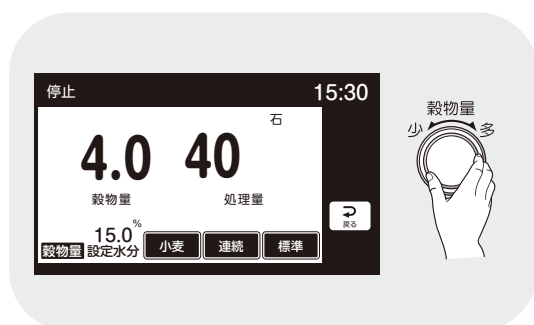 停止 15:30
穀物量
少 多
石
4.0 40
穀物量 処理量
戻る
15.0%
穀物量 設定水分 小麦 連続 標準